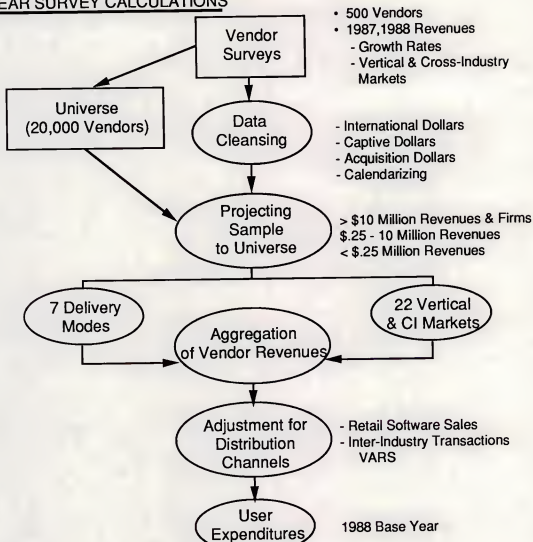 EAR SURVEY CALCULATIONS
Vendor
Surveys
• 500 Vendors
• 1987,1988 Revenues
- Growth Rates
- Vertical & Cross-Industry
Markets
Universe
(20,000 Vendors)
Data
Cleansing
- International Dollars
- Captive Dollars
- Acquisition Dollars
- Calendarizing
Projecting
Sample
to Universe
> $10 Million Revenues & Firms
$.25 - 10 Million Revenues
< $.25 Million Revenues
7 Delivery
Modes
22 Vertical
& CI Markets
Aggregation
of Vendor Revenues
Adjustment for
Distribution
Channels
- Retail Software Sales
- Inter-Industry Transactions
VARS
User
Expenditures
1988 Base Year